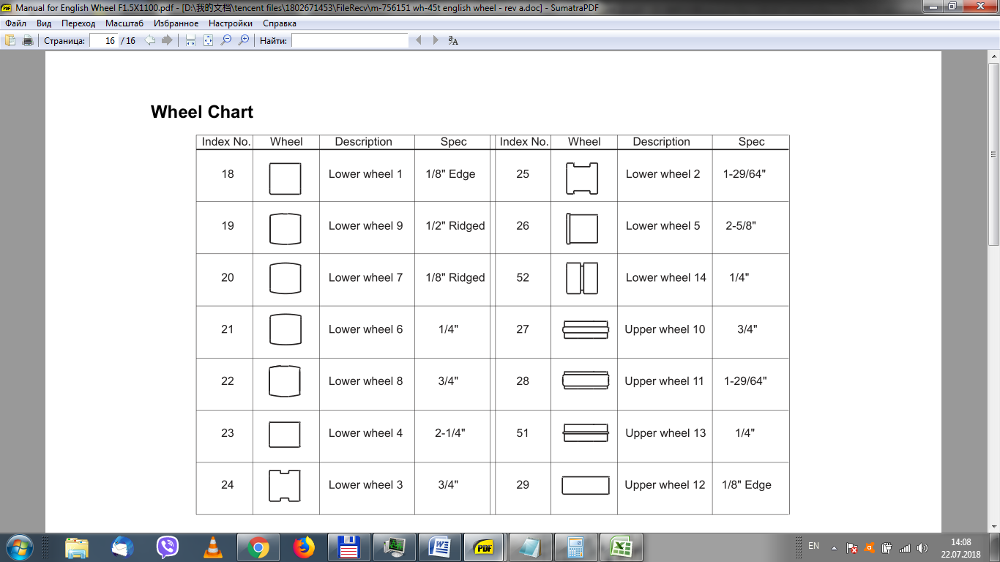 Manual for English Wheel F1.5X1100.pdf - [D:\我的文档\tencent files\1802671453\FileRecv\m-756151 wh-45t english wheel - rev a.doc] - SumatraPDF
Файл Вид Переход Масштаб Избранное Настройки Справка
Страница: 16 / 16 Найти:
Wheel Chart
Index No. Wheel Description Spec Index No. Wheel Description Spec
18 Lower wheel 1 1/8" Edge 25 Lower wheel 2 1-29/64"
19 Lower wheel 9 1/2" Ridged 26 Lower wheel 5 2-5/8"
20 Lower wheel 7 1/8" Ridged 52 Lower wheel 14 1/4"
21 Lower wheel 6 1/4" 27 Upper wheel 10 3/4"
22 Lower wheel 8 3/4" 28 Upper wheel 11 1-29/64"
23 Lower wheel 4 2-1/4" 51 Upper wheel 13 1/4"
24 Lower wheel 3 3/4" 29 Upper wheel 12 1/8" Edge
PDF
EN
14:08
22.07.2018